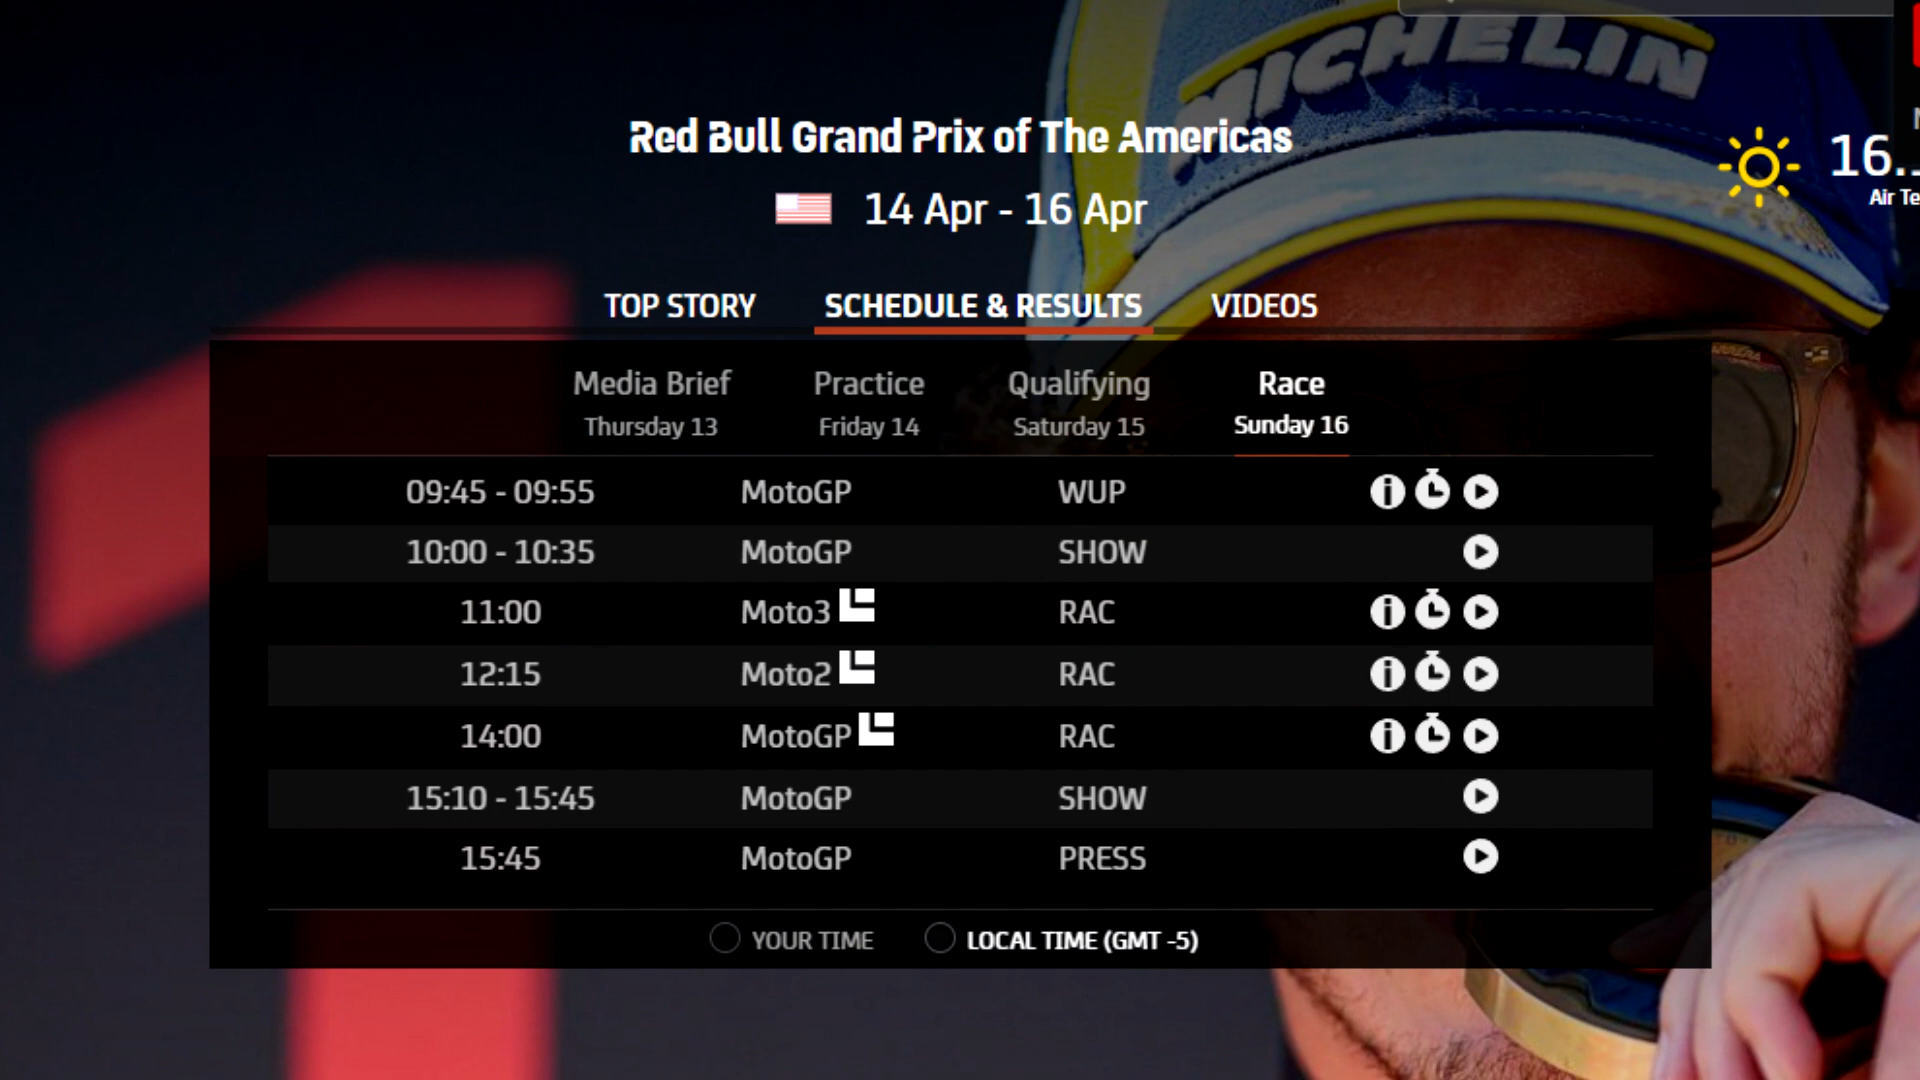 MICHELIN
Red Bull Grand Prix of The Americas
14 Apr - 16 Apr
16.
Air Te
TOP STORY SCHEDULE & RESULTS VIDEOS
Media Brief Practice Qualifying Race
Thursday 13 Friday 14 Saturday 15 Sunday 16
CARRERA
09:45 - 09:55 MotoGP WUP
10:00 - 10:35 MotoGP SHOW
11:00 Moto3 RAC
12:15 Moto2 RAC
14:00 MotoGP RAC
15:10 - 15:45 MotoGP SHOW
15:45 MotoGP PRESS
YOUR TIME LOCAL TIME (GMT -5)